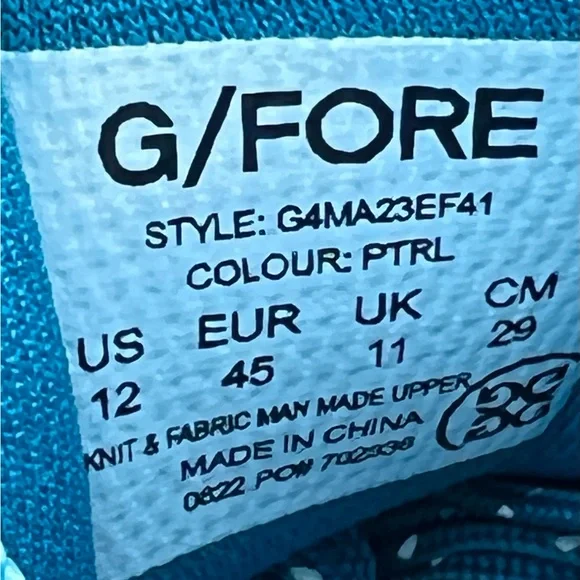 G/FORE
STYLE: G4MA23EF41
COLOUR: PTRL
US EUR UK CM
12 45 11 29
KNIT & FABRIC MAN MADE UPPER
MADE IN CHINA
0822 PO# 702338